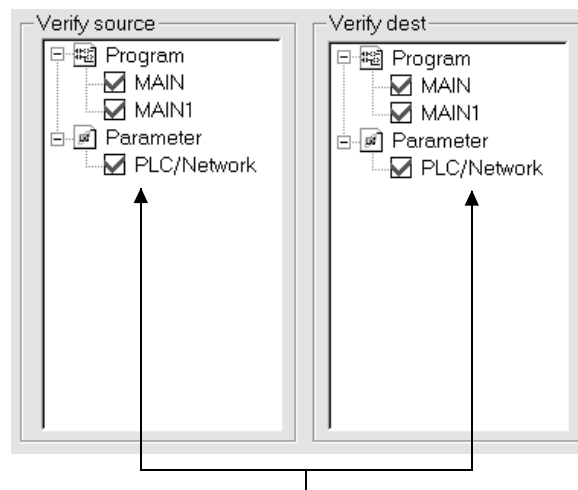 Verify source
Program
MAIN
MAIN1
Parameter
PLC/Network
Verify dest
Program
MAIN
MAIN1
Parameter
PLC/Network